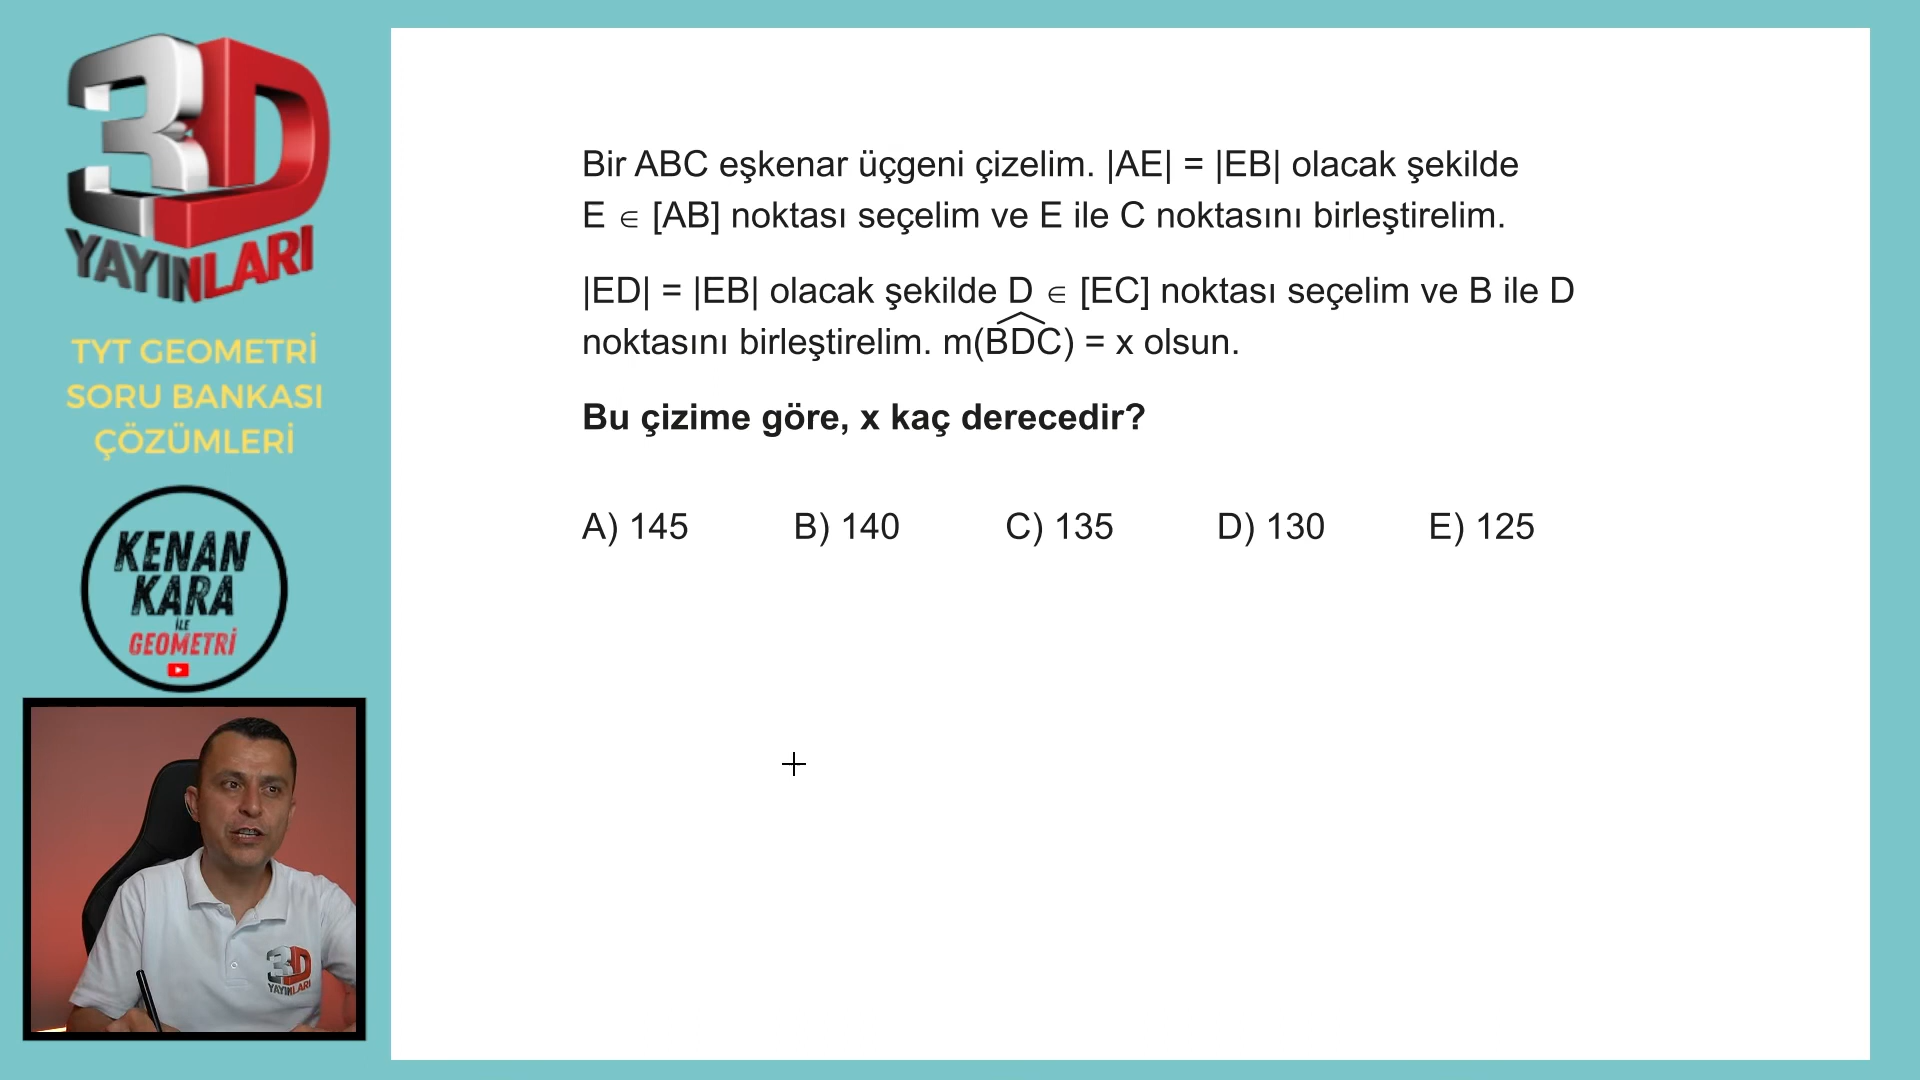 3D
YAYINLARI
TYT GEOMETRİ
SORU BANKASI
ÇÖZÜMLERİ
KENAN
KARA
İLE
GEOMETRİ
3D
YAYINLARI
Bir ABC eşkenar üçgeni çizelim. |AE| = |EB| olacak şekilde
E ∈ [AB] noktası seçelim ve E ile C noktasını birleştirelim.
|ED| = |EB| olacak şekilde D ∈ [EC] noktası seçelim ve B ile D
noktasını birleştirelim. m(BDC) = x olsun.
Bu çizime göre, x kaç derecedir?
A) 145 B) 140 C) 135 D) 130 E) 125